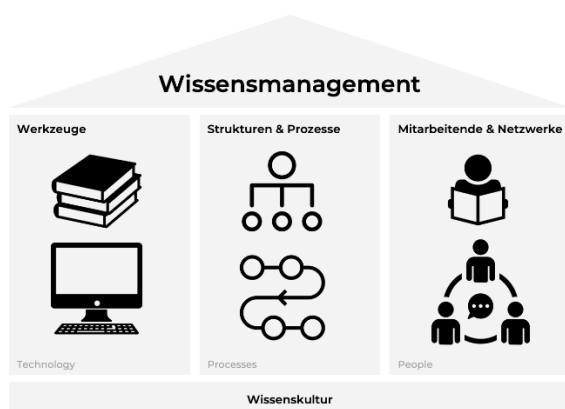 Wissensmanagement
Werkzeuge
Strukturen & Prozesse
Mitarbeitende & Netzwerke
Technology
Processes
People
Wissenskultur